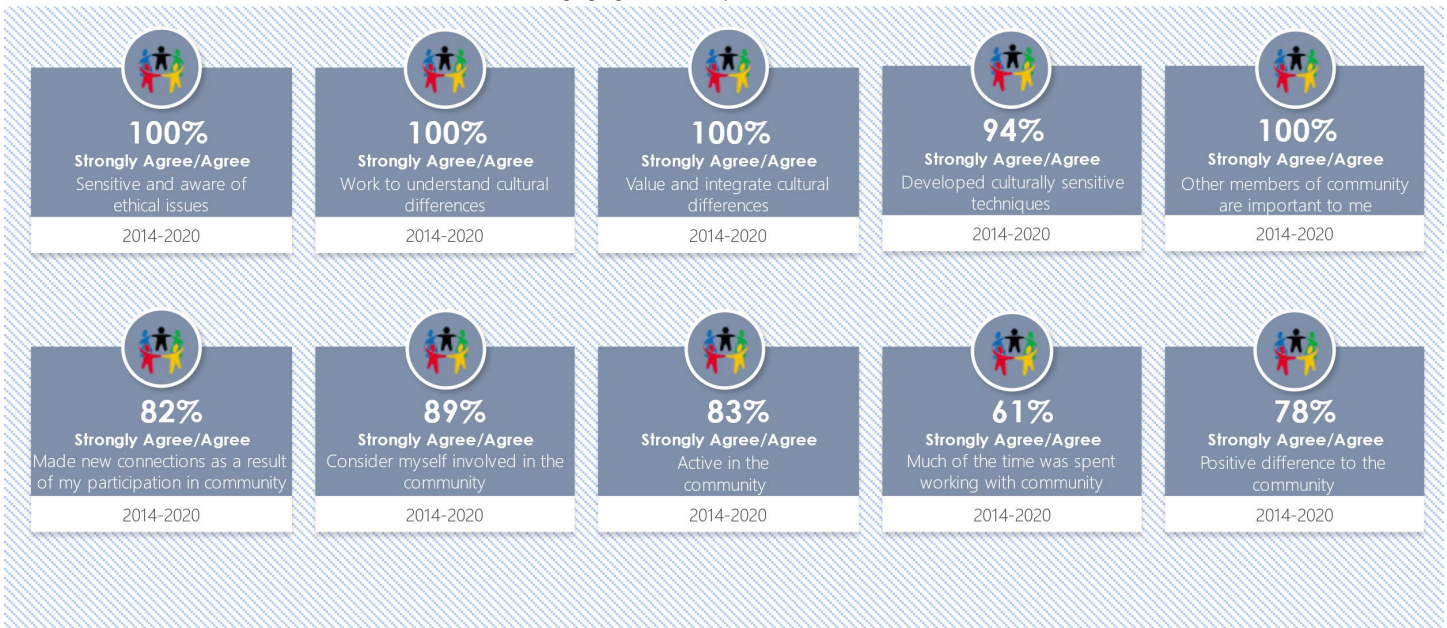 100%
Strongly Agree/Agree
Sensitive and aware of
ethical issues
2014-2020
100%
Strongly Agree/Agree
Work to understand cultural
differences
2014-2020
100%
Strongly Agree/Agree
Value and integrate cultural
differences
2014-2020
94%
Strongly Agree/Agree
Developed culturally sensitive
techniques
2014-2020
100%
Strongly Agree/Agree
Other members of community
are important to me
2014-2020
82%
Strongly Agree/Agree
Made new connections as a result
of my participation in community
2014-2020
89%
Strongly Agree/Agree
Consider myself involved in the
community
2014-2020
83%
Strongly Agree/Agree
Active in the
community
2014-2020
61%
Strongly Agree/Agree
Much of the time was spent
working with community
2014-2020
78%
Strongly Agree/Agree
Positive difference to the
community
2014-2020